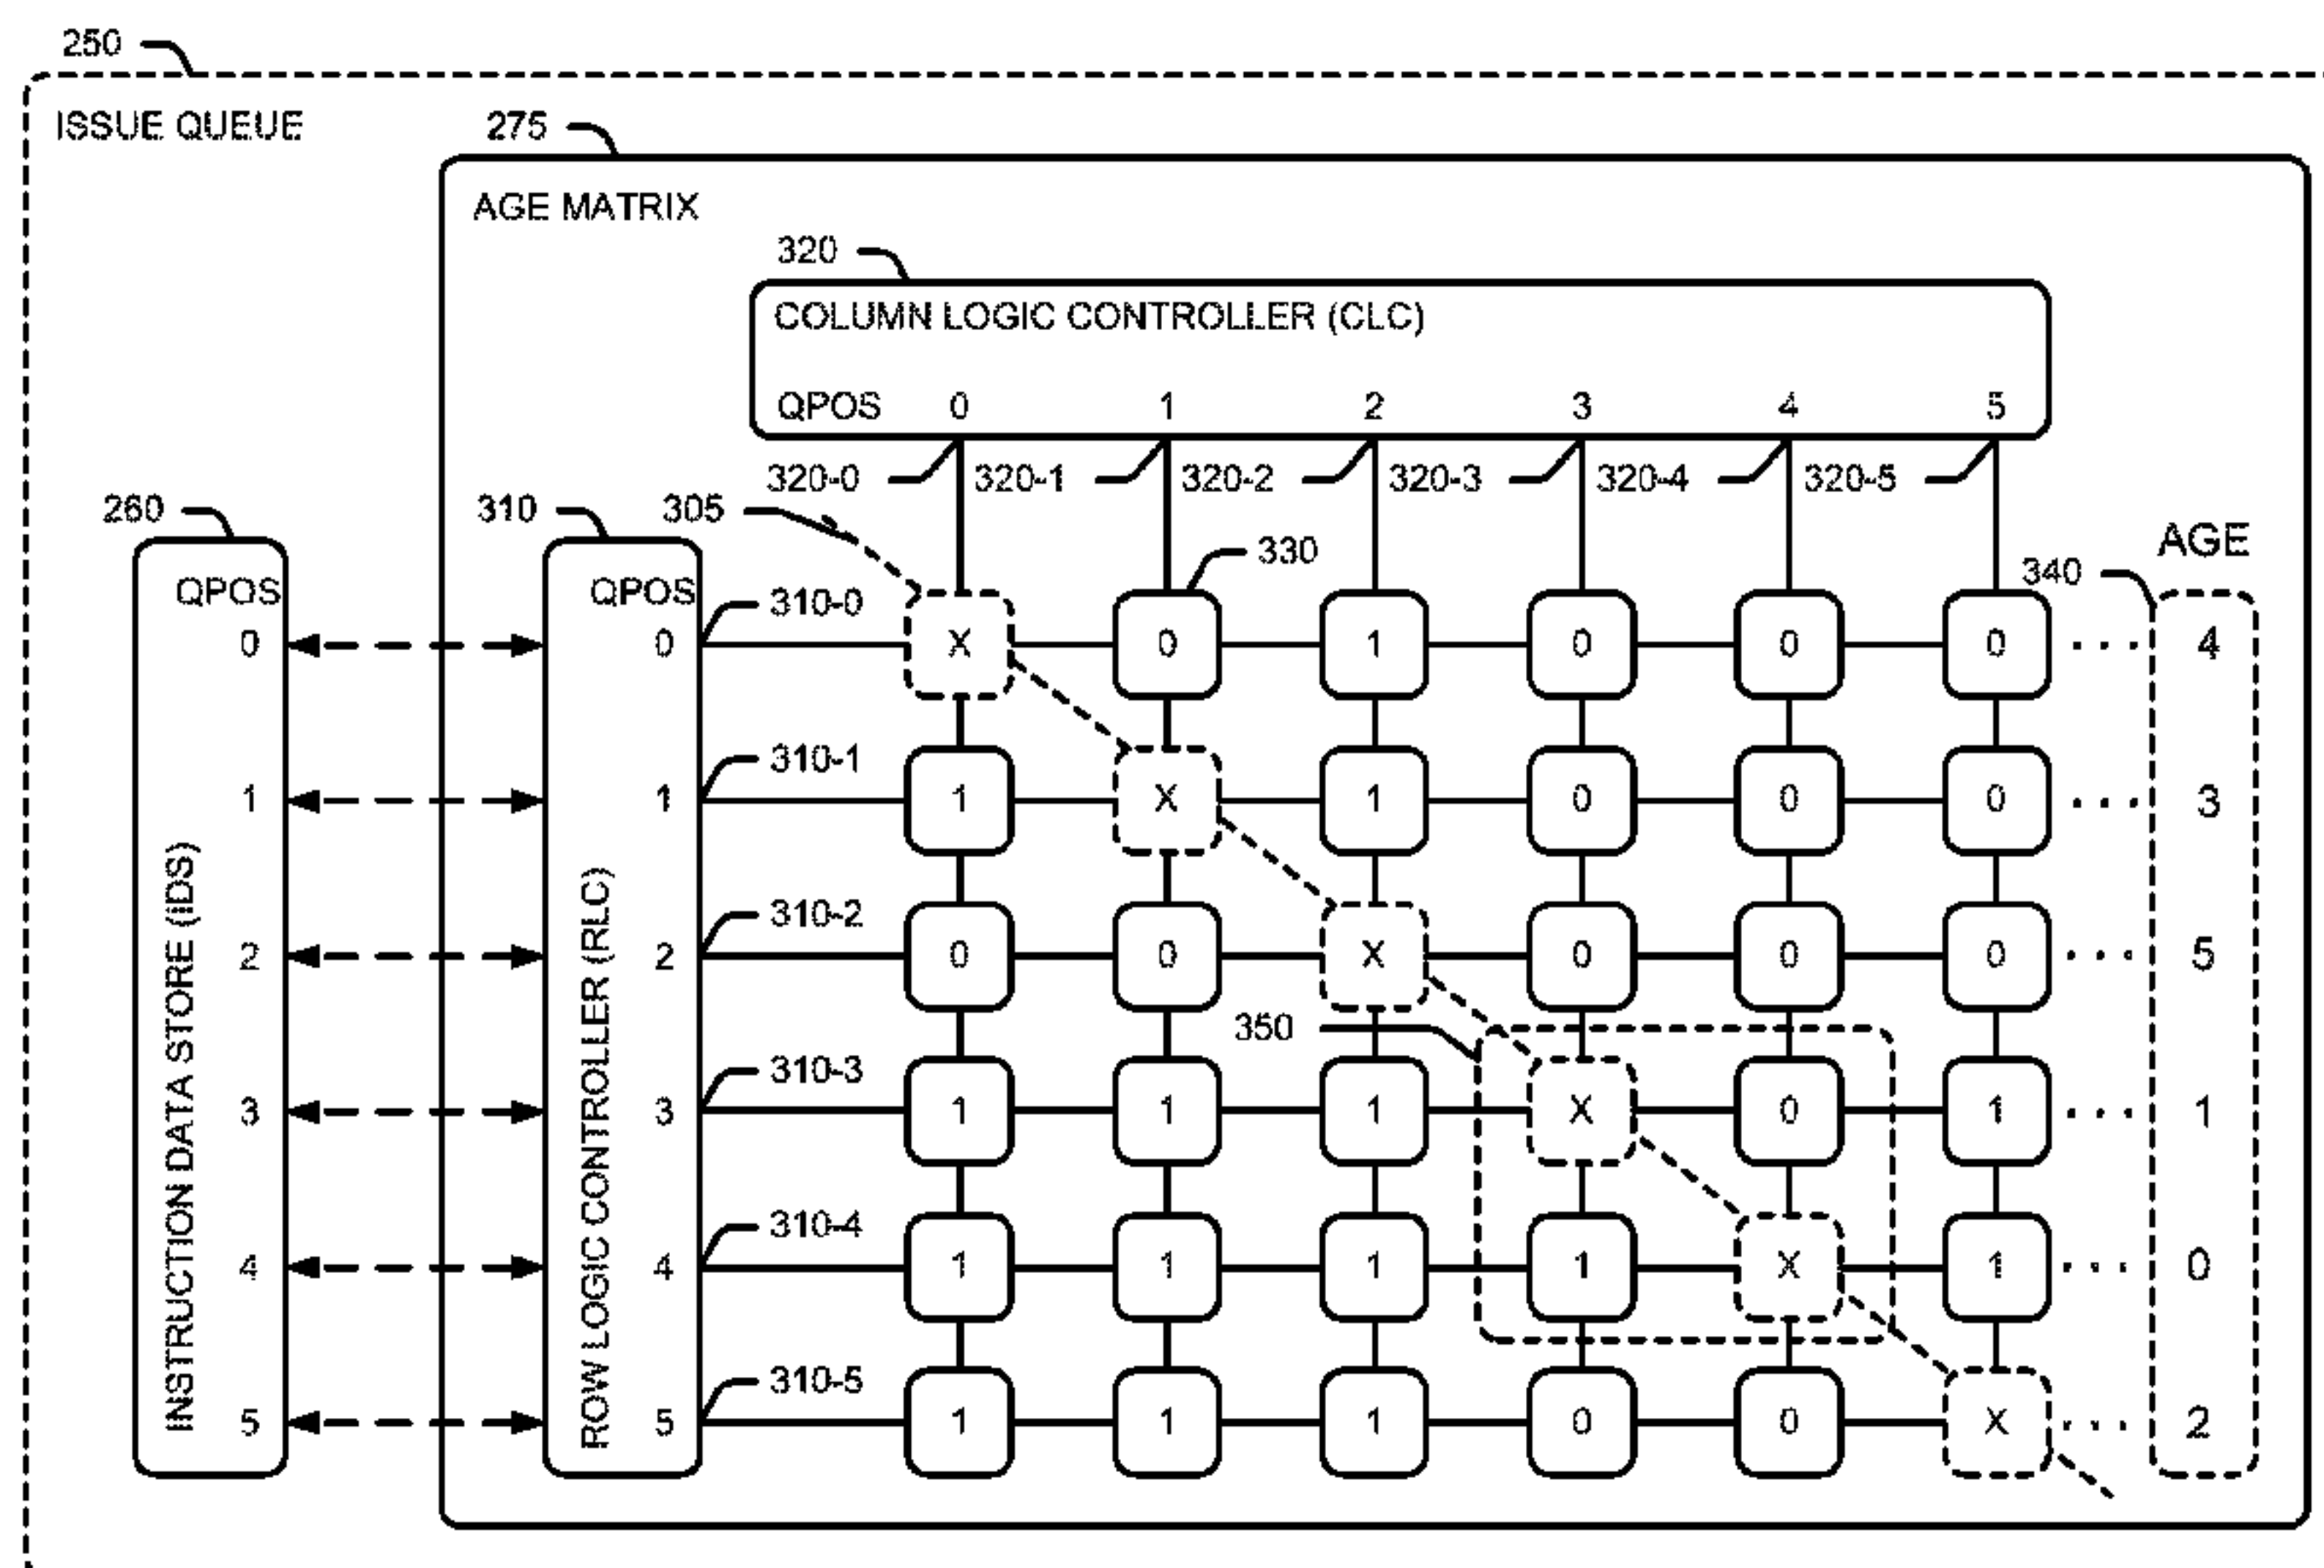 250
ISSUE QUEUE
275
AGE MATRIX
320
COLUMN LOGIC CONTROLLER (CLC)
QPOS 0 1 2 3 4 5
320-0 320-1 320-2 320-3 320-4 320-5
260 310 305
330
AGE
340
QPOS QPOS
310-0
0 0 X 0 1 0 0 0 ... 4
310-1
1 1 1 X 1 0 0 0 ... 3
310-2
2 2 0 0 X 0 0 0 ... 5
350
310-3
3 3 1 1 1 X 0 1 ... 1
310-4
4 4 1 1 1 1 X 1 ... 0
310-5
5 5 1 1 1 0 0 X ... 2
INSTRUCTION DATA STORE (IDS)
ROW LOGIC CONTROLLER (RLC)